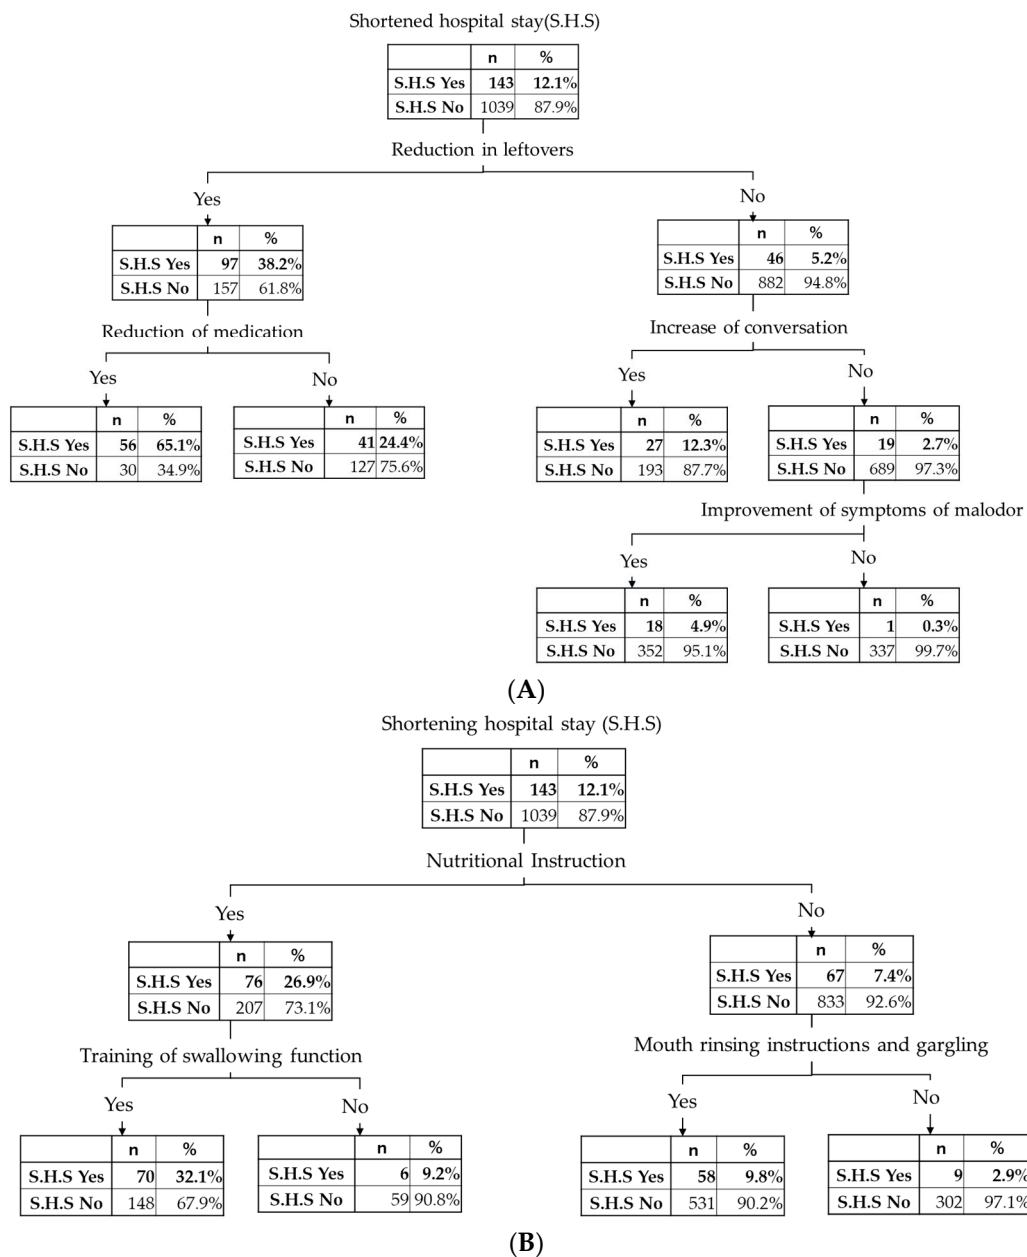 Shortened hospital stay(S.H.S)
n %
S.H.S Yes 143 12.1%
S.H.S No 1039 87.9%
Reduction in leftovers
Yes
No
n %
S.H.S Yes 97 38.2%
S.H.S No 157 61.8%
n %
S.H.S Yes 46 5.2%
S.H.S No 882 94.8%
Reduction of medication
Increase of conversation
Yes
No
Yes
No
n %
S.H.S Yes 56 65.1%
S.H.S No 30 34.9%
n %
S.H.S Yes 41 24.4%
S.H.S No 127 75.6%
n %
S.H.S Yes 27 12.3%
S.H.S No 193 87.7%
n %
S.H.S Yes 19 2.7%
S.H.S No 689 97.3%
Improvement of symptoms of malodor
Yes
No
n %
S.H.S Yes 18 4.9%
S.H.S No 352 95.1%
n %
S.H.S Yes 1 0.3%
S.H.S No 337 99.7%
(A)
Shortening hospital stay (S.H.S)
n %
S.H.S Yes 143 12.1%
S.H.S No 1039 87.9%
Nutritional Instruction
Yes
No
n %
S.H.S Yes 76 26.9%
S.H.S No 207 73.1%
n %
S.H.S Yes 67 7.4%
S.H.S No 833 92.6%
Training of swallowing function
Mouth rinsing instructions and gargling
Yes
No
Yes
No
n %
S.H.S Yes 70 32.1%
S.H.S No 148 67.9%
n %
S.H.S Yes 6 9.2%
S.H.S No 59 90.8%
n %
S.H.S Yes 58 9.8%
S.H.S No 531 90.2%
n %
S.H.S Yes 9 2.9%
S.H.S No 302 97.1%
(B)